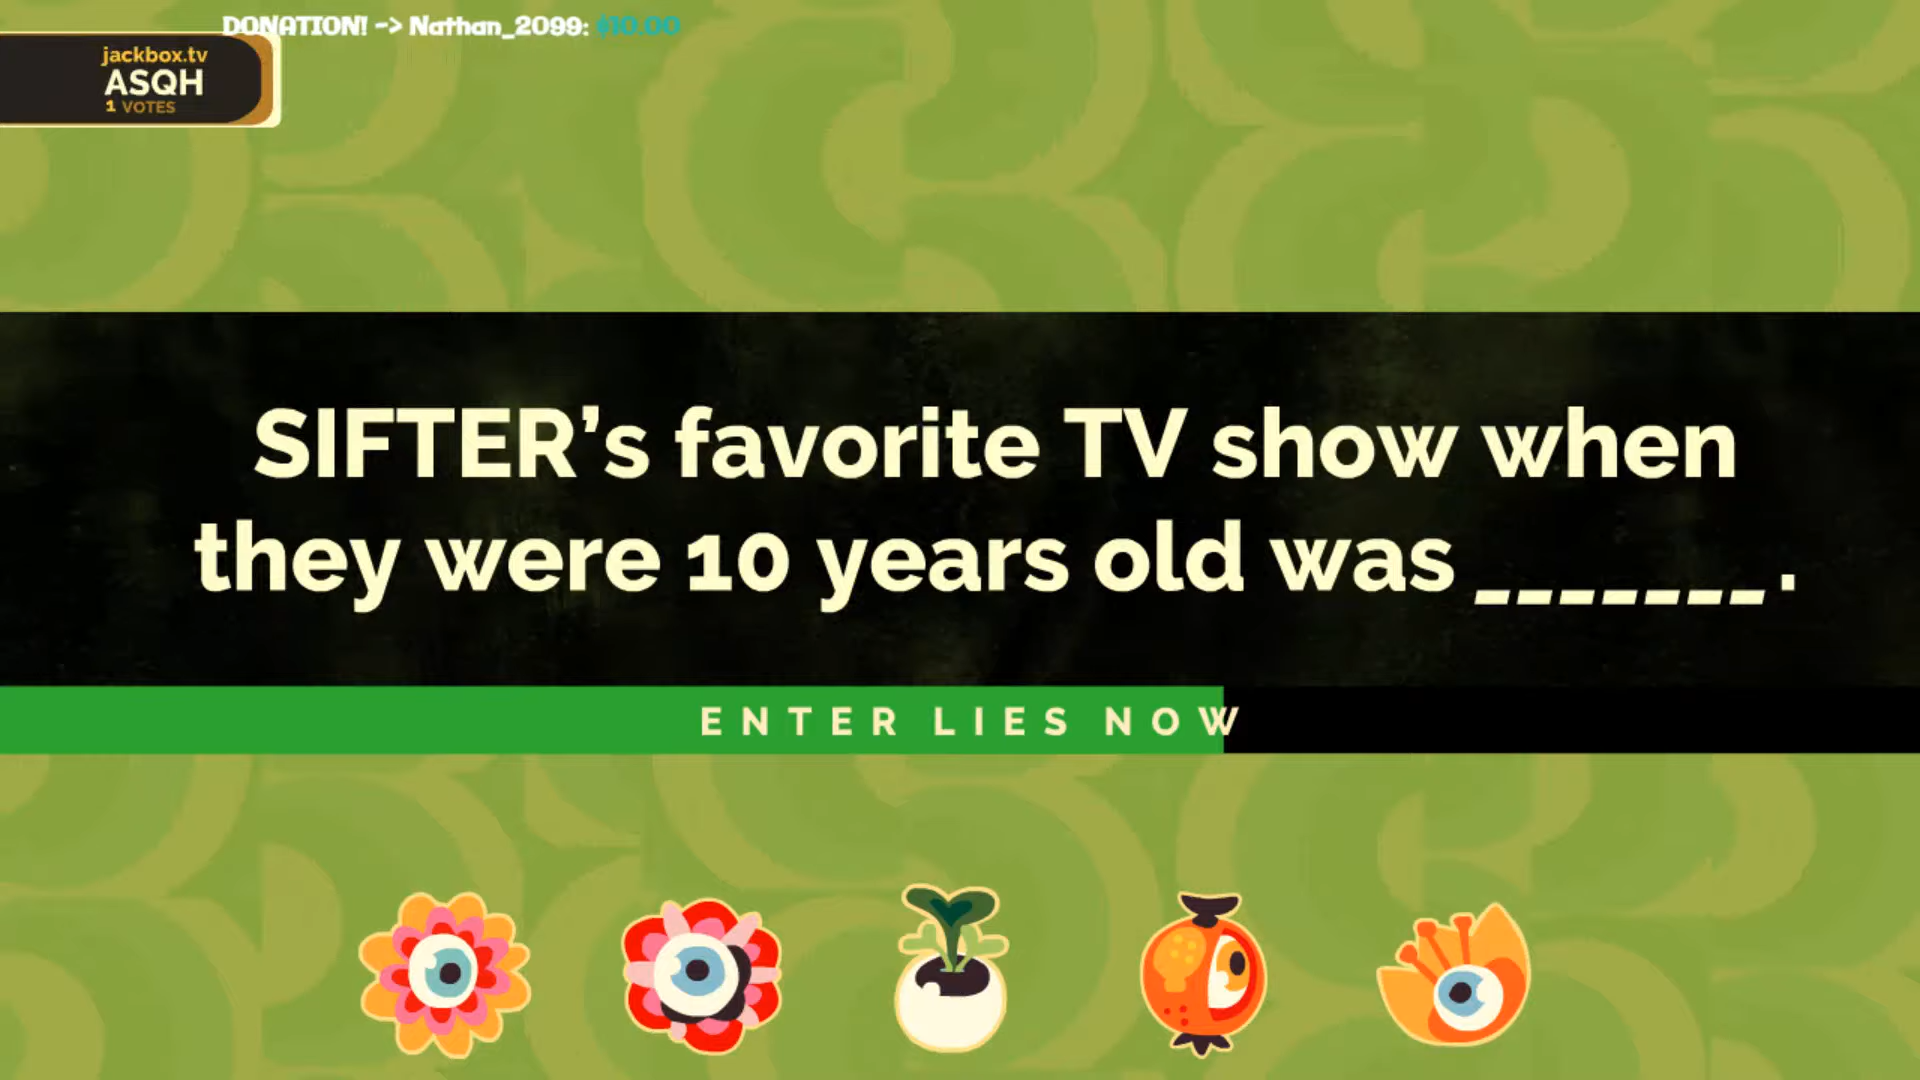 DONATION! -> Nathan_2099: $10.00
jackbox.tv
ASQH
1 VOTES
SIFTER's favorite TV show when
they were 10 years old was _______.
ENTER LIES NOW